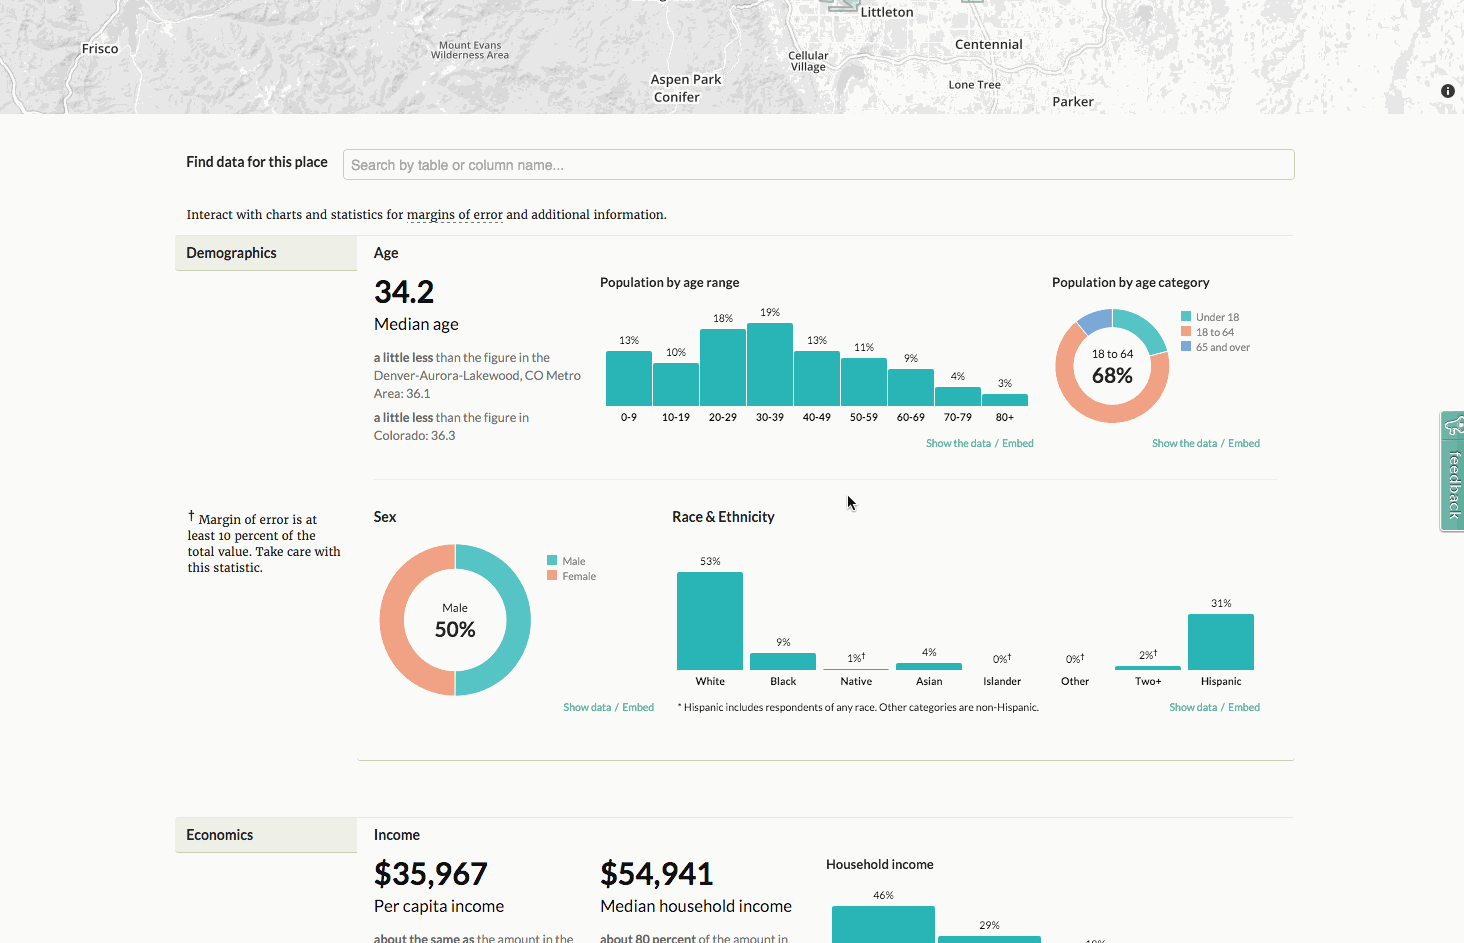 Littleton
Frisco
Mount Evans
Wilderness Area
Centennial
Cellular
Village
Aspen Park
Conifer
Lone Tree
Parker
Find data for this place
Search by table or column name...
Interact with charts and statistics for margins of error and additional information.
Demographics
Age
34.2
Median age
a little less than the figure in the
Denver-Aurora-Lakewood, CO Metro
Area: 36.1
a little less than the figure in
Colorado: 36.3
Population by age range
13%
10%
18%
19%
13%
11%
9%
4%
3%
0-9
10-19
20-29
30-39
40-49
50-59
60-69
70-79
80+
Show the data / Embed
Population by age category
Under 18
18 to 64
65 and over
18 to 64
68%
Show the data / Embed
feedback
† Margin of error is at
least 10 percent of the
total value. Take care with
this statistic.
Sex
Male
Female
Male
50%
Show data / Embed
Race & Ethnicity
53%
9%
1%†
4%
0%†
0%†
2%†
31%
White
Black
Native
Asian
Islander
Other
Two+
Hispanic
* Hispanic includes respondents of any race. Other categories are non-Hispanic.
Show data / Embed
Economics
Income
$35,967
Per capita income
about the same as the amount in the
$54,941
Median household income
about 80 percent of the amount in
Household income
46%
29%